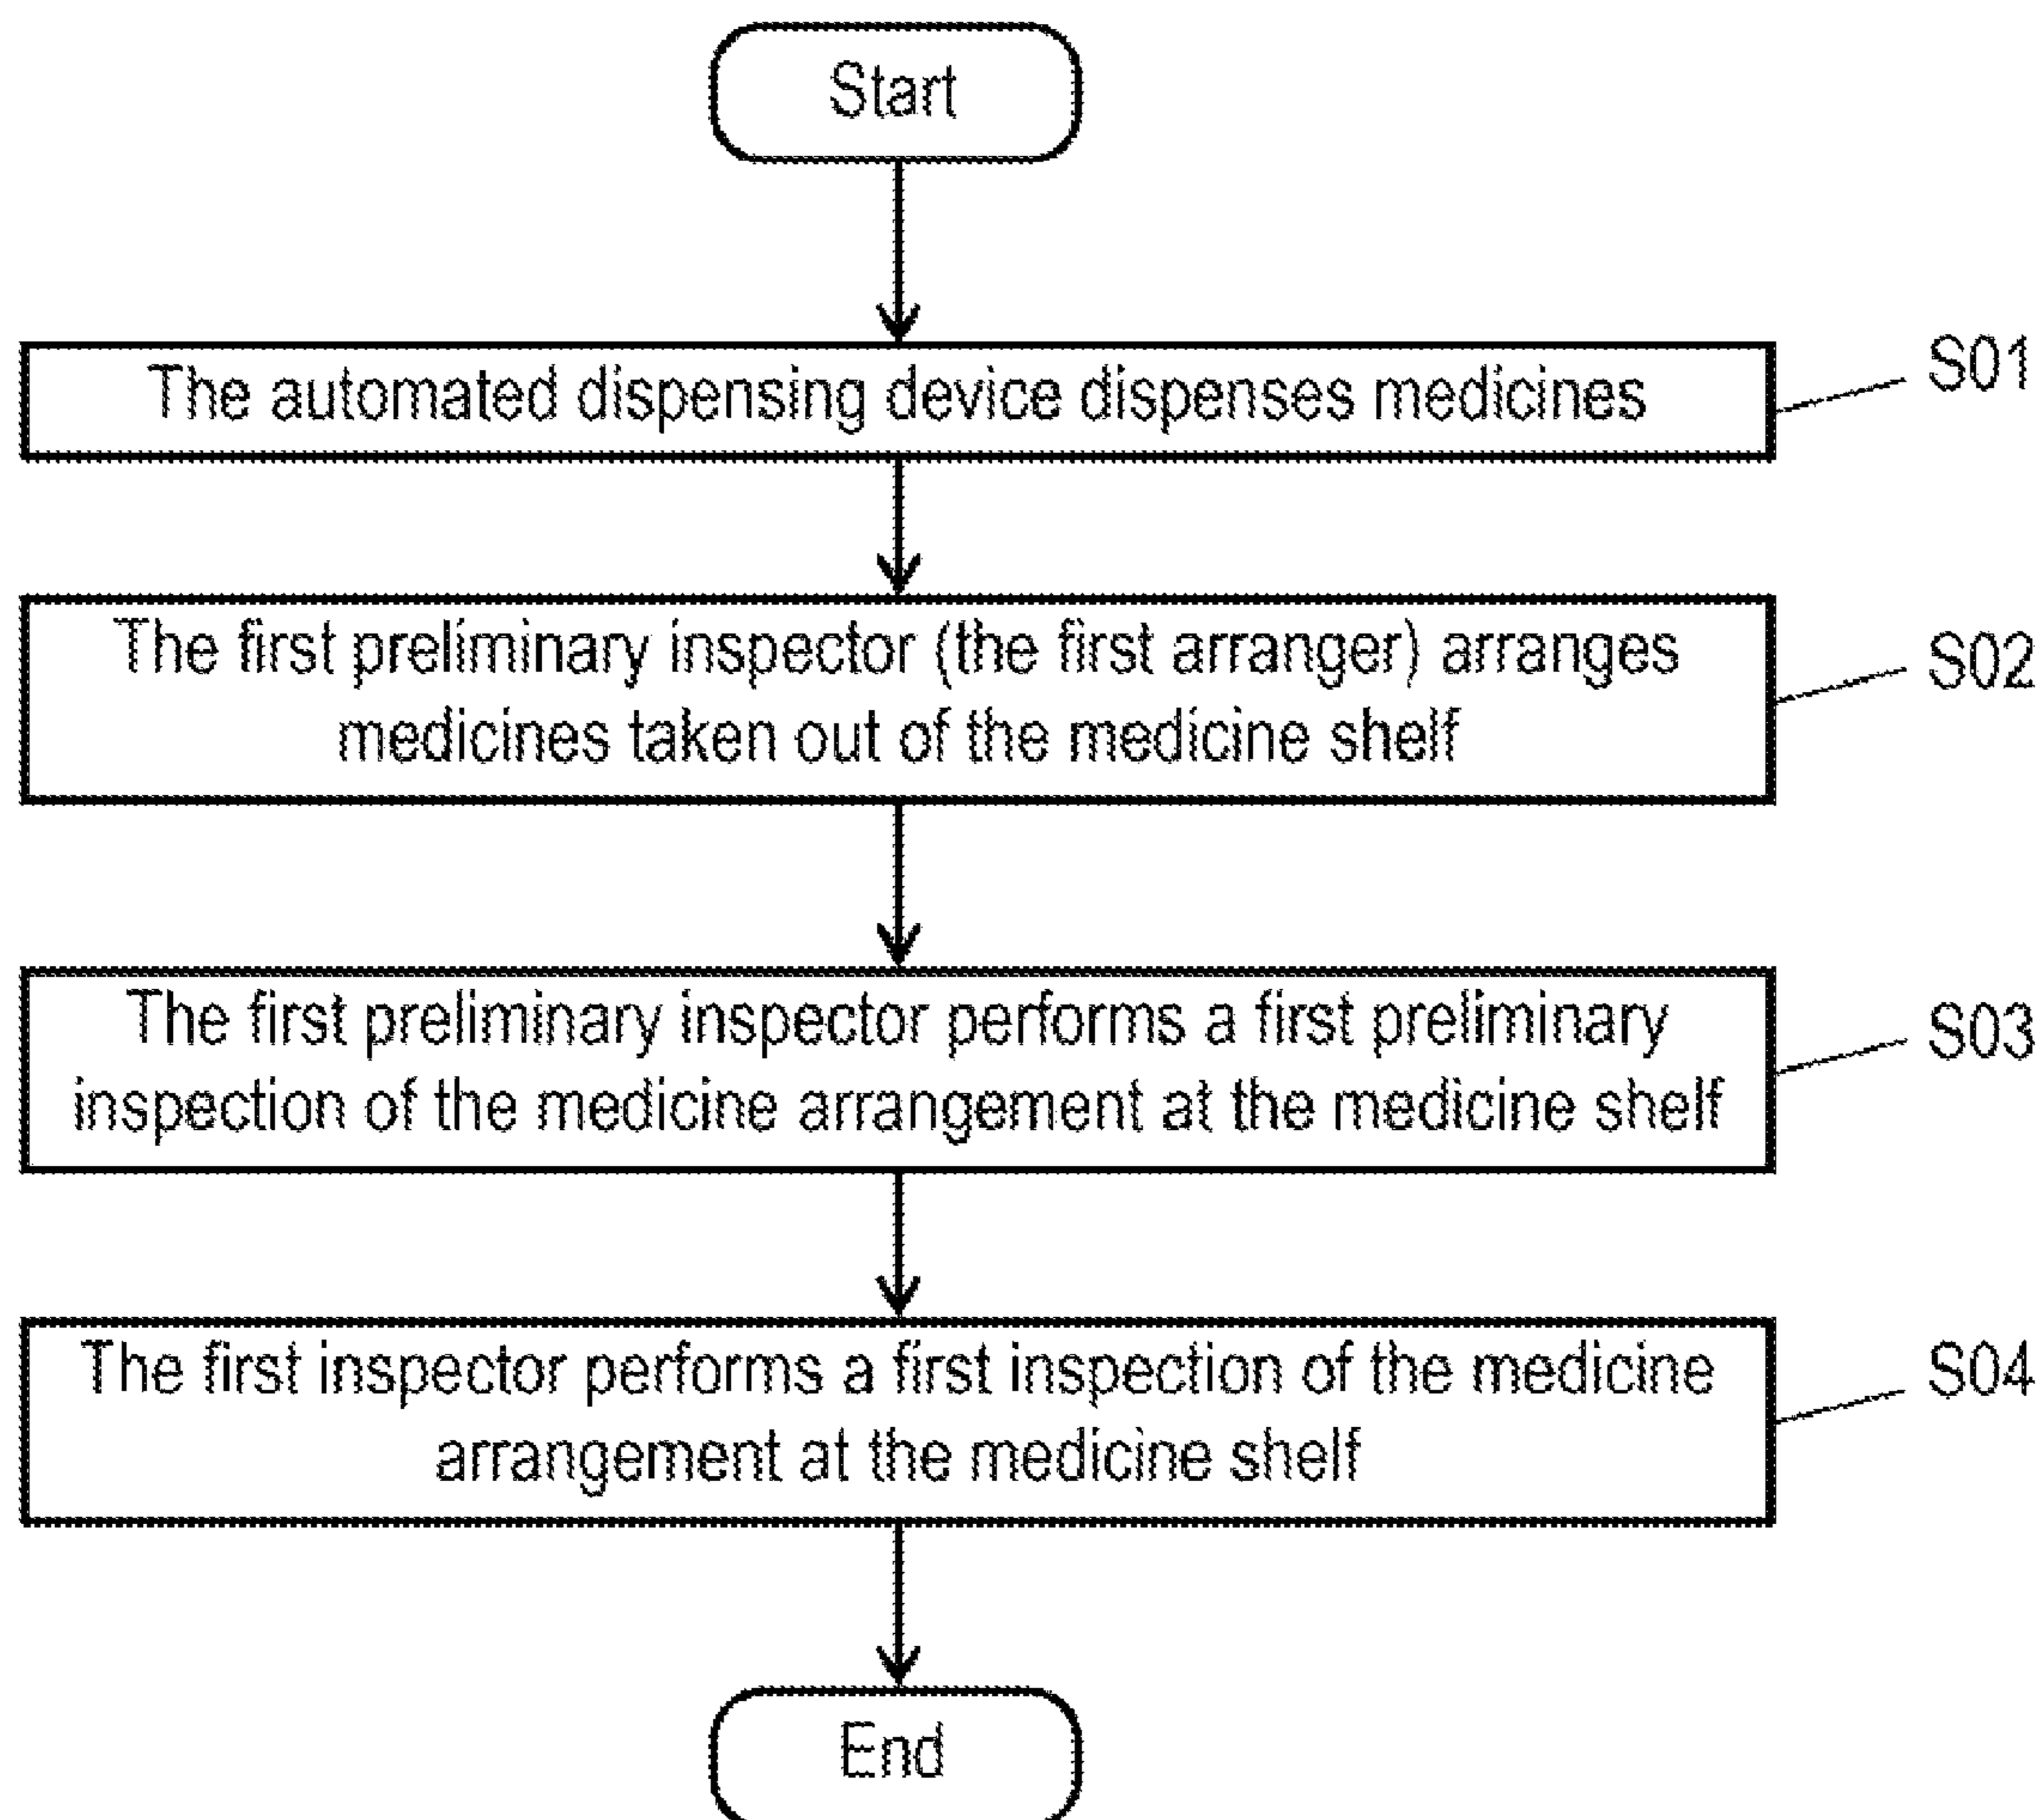 Start
The automated dispensing device dispenses medicines
S01
The first preliminary inspector (the first arranger) arranges
medicines taken out of the medicine shelf
S02
The first preliminary inspector performs a first preliminary
inspection of the medicine arrangement at the medicine shelf
S03
The first inspector performs a first inspection of the medicine
arrangement at the medicine shelf
S04
End